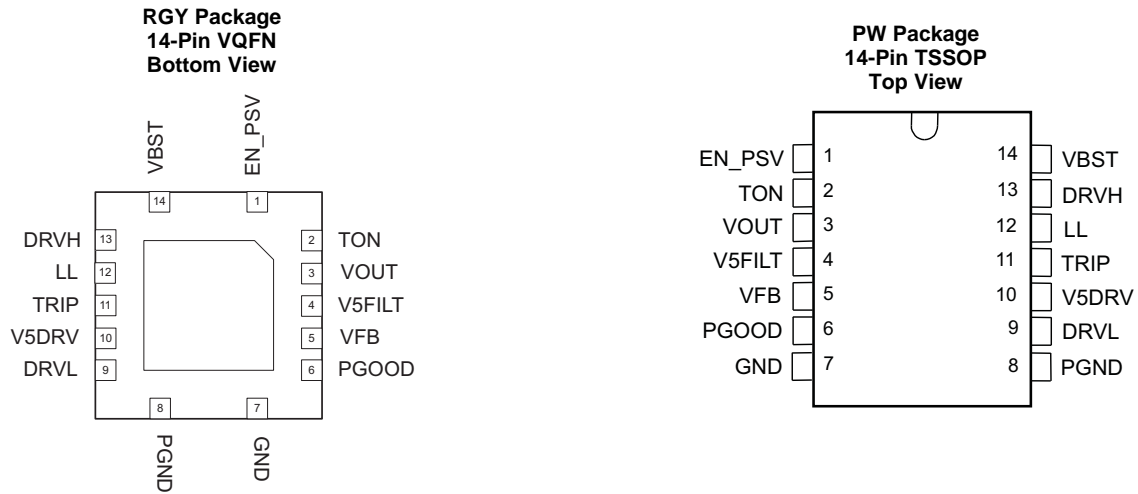 RGY Package
14-Pin VQFN
Bottom View
VBST
EN_PSV
14
1
DRVH 13
2 TON
LL 12
3 VOUT
TRIP 11
4 V5FILT
V5DRV 10
5 VFB
DRVL 9
6 PGOOD
8
7
PGND
GND
PW Package
14-Pin TSSOP
Top View
EN_PSV 1
14 VBST
TON 2
13 DRVH
VOUT 3
12 LL
V5FILT 4
11 TRIP
VFB 5
10 V5DRV
PGOOD 6
9 DRVL
GND 7
8 PGND